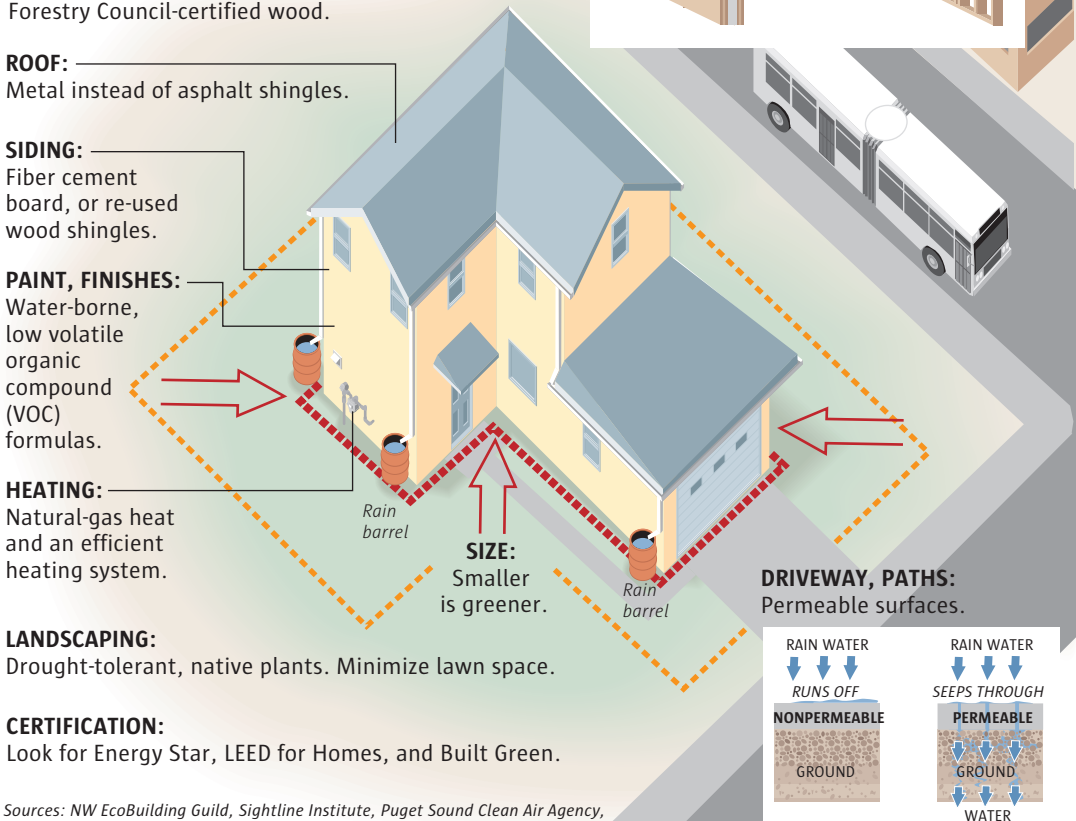 Forestry Council-certified wood.
ROOF:
Metal instead of asphalt shingles.
SIDING:
Fiber cement
board, or re-used
wood shingles.
PAINT, FINISHES:
Water-borne,
low volatile
organic
compound
(VOC)
formulas.
HEATING:
Natural-gas heat
and an efficient
heating system.
Rain
barrel
SIZE:
Smaller
is greener.
Rain
barrel
DRIVEWAY, PATHS:
Permeable surfaces.
LANDSCAPING:
Drought-tolerant, native plants. Minimize lawn space.
CERTIFICATION:
Look for Energy Star, LEED for Homes, and Built Green.
RAIN WATER
RUNS OFF
NONPERMEABLE
GROUND
RAIN WATER
SEEPS THROUGH
PERMEABLE
GROUND
WATER
Sources: NW EcoBuilding Guild, Sightline Institute, Puget Sound Clean Air Agency,